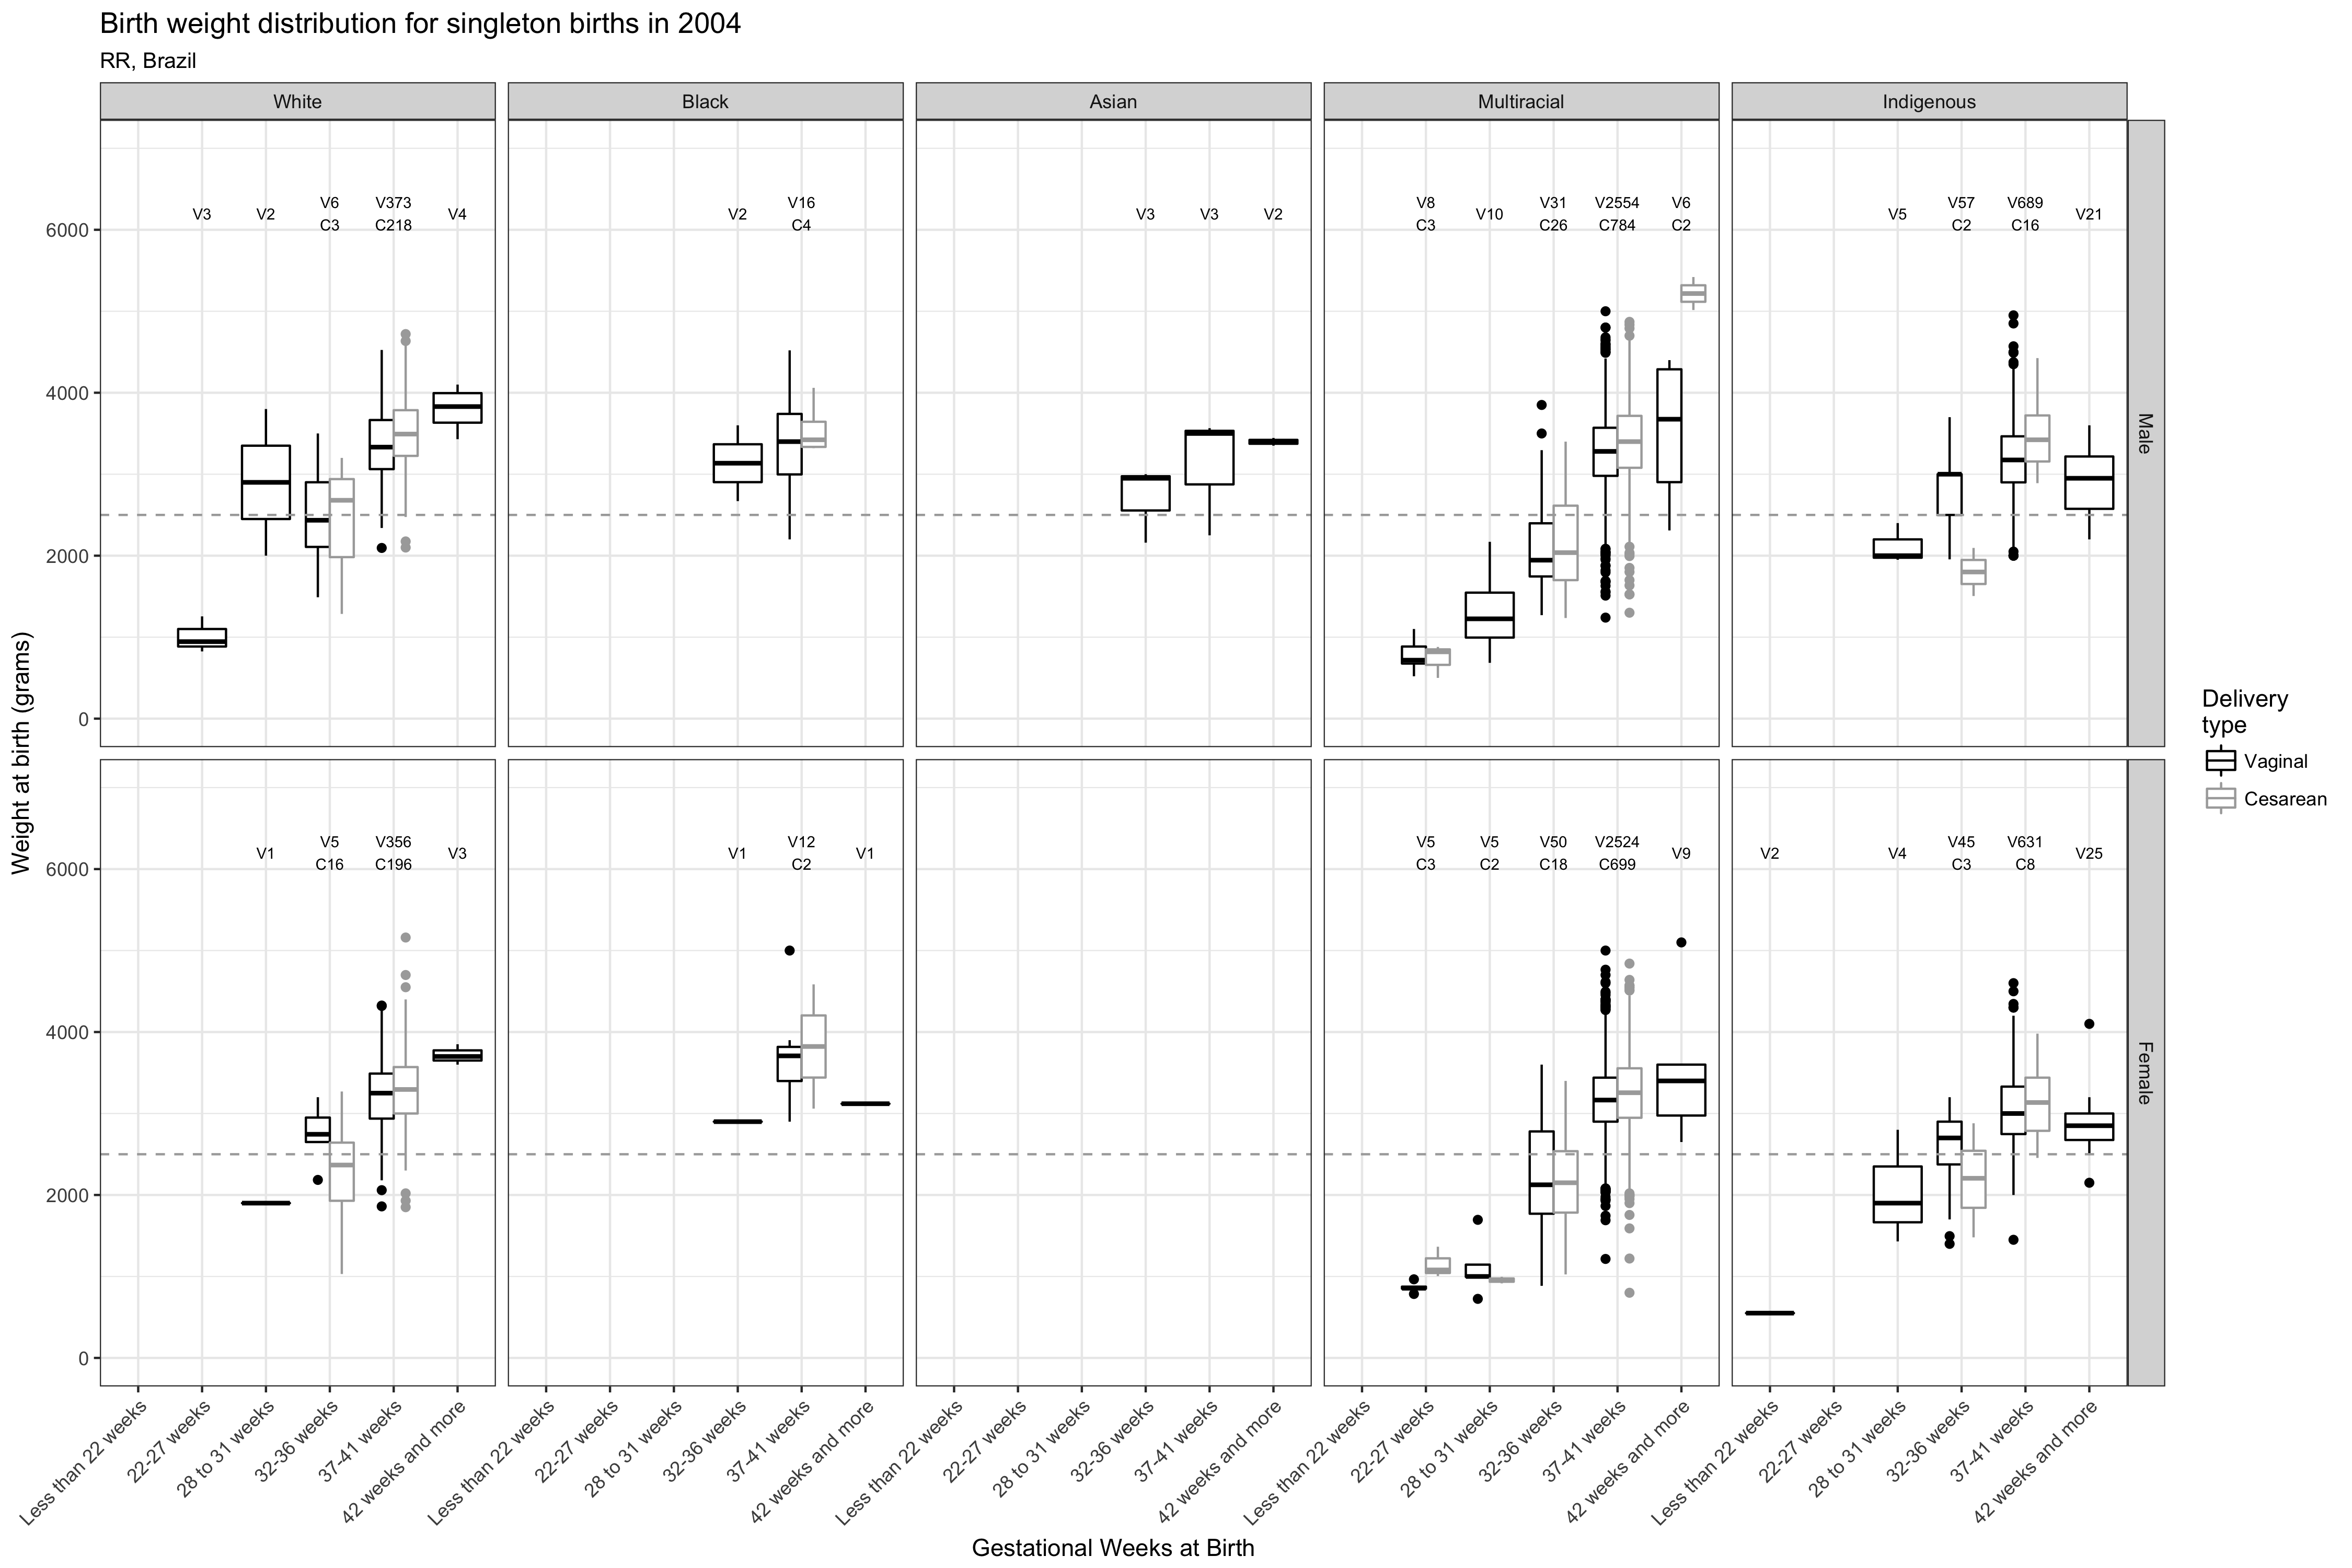 Birth weight distribution for singleton births in 2004
RR, Brazil
White
Black
Asian
Multiracial
Indigenous
V3
V2
V6
C3
V373
C218
V4
V2
V16
C4
V3
V3
V2
V8
C3
V10
V31
C26
V2554
C784
V6
C2
V5
V57
C2
V689
C16
V21
6000
4000
2000
0
Male
V1
V5
C16
V356
C196
V3
V1
V12
C2
V1
V5
C3
V5
C2
V50
C18
V2524
C699
V9
V2
V4
V45
C3
V631
C8
V25
6000
4000
2000
0
Female
Weight at birth (grams)
Less than 22 weeks
22-27 weeks
28 to 31 weeks
32-36 weeks
37-41 weeks
42 weeks and more
Less than 22 weeks
22-27 weeks
28 to 31 weeks
32-36 weeks
37-41 weeks
42 weeks and more
Less than 22 weeks
22-27 weeks
28 to 31 weeks
32-36 weeks
37-41 weeks
42 weeks and more
Less than 22 weeks
22-27 weeks
28 to 31 weeks
32-36 weeks
37-41 weeks
42 weeks and more
Less than 22 weeks
22-27 weeks
28 to 31 weeks
32-36 weeks
37-41 weeks
42 weeks and more
Gestational Weeks at Birth
Delivery
type
Vaginal
Cesarean